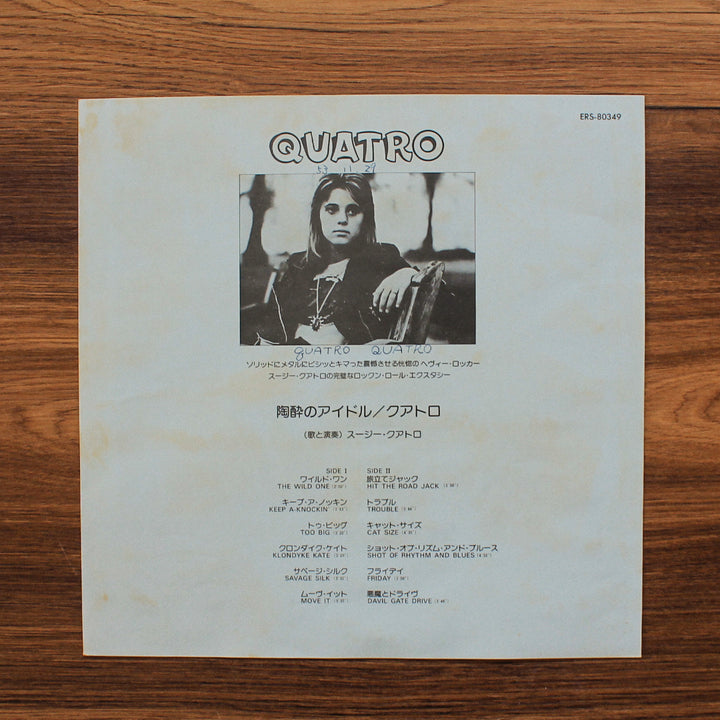 ERS-80349
QUATRO
53 11 29
QUATRO QUATRO
ソリッドにメタルにビシッとキマった震憾させる恍惚の ヘヴィー・ロッカー
スージー・クアトロの完璧なロックン・ロール・エクスタシー
陶酔のアイドル／クアトロ
（歌と演奏）スージー・クアトロ
SIDE I
ワイルド・ワン
THE WILD ONE
キープ・ア・ノッキン
KEEP A-KNOCKIN'
トゥ・ビッグ
TOO BIG
クロンダイク・ケイト
KLONDYKE KATE
サベージ・シルク
SAVAGE SILK
ムーヴ・イット
MOVE IT
SIDE II
旅立てジャック
HIT THE ROAD JACK
トラブル
TROUBLE
キャット・サイズ
CAT SIZE
ショット・オブ・リズム・アンド・ブルース
SHOT OF RHYTHM AND BLUES
フライデイ
FRIDAY
悪魔とドライヴ
DAVIL GATE DRIVE